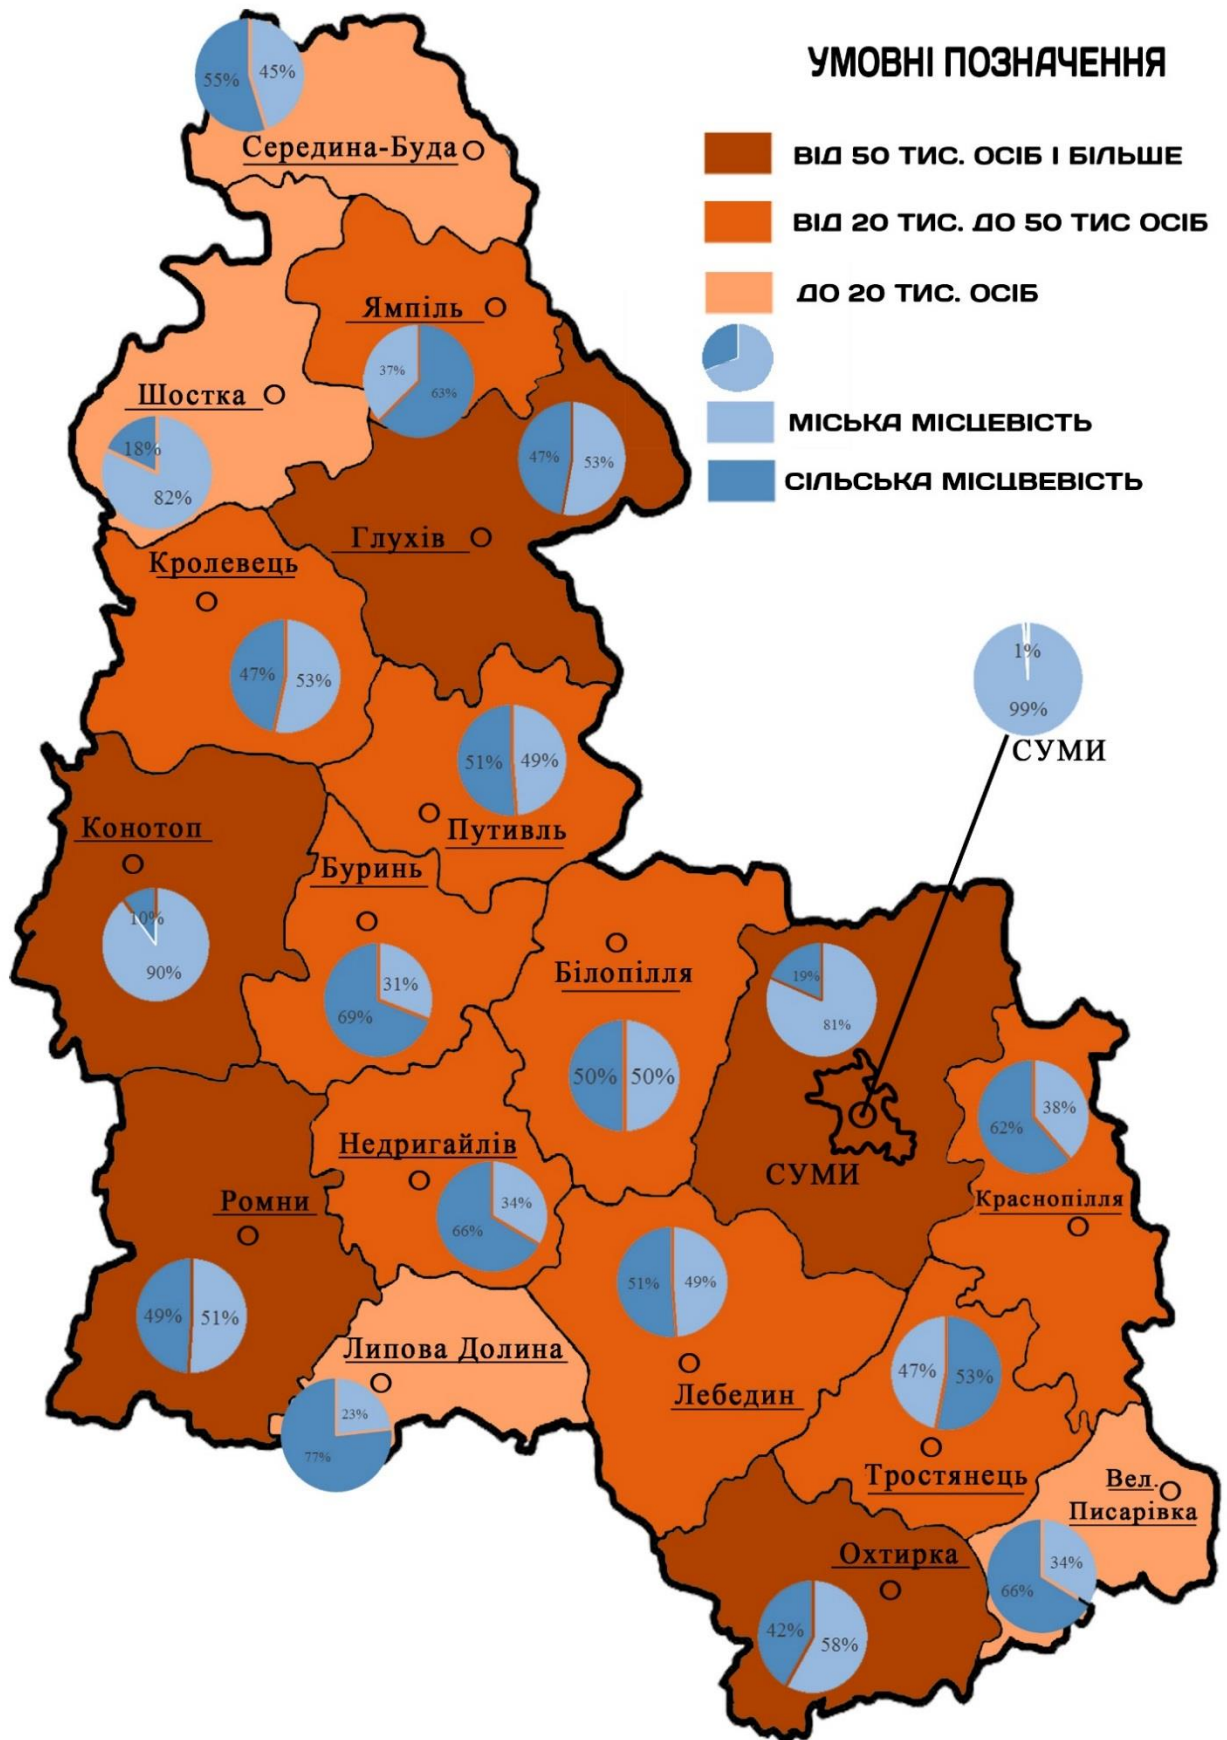 УМОВНІ ПОЗНАЧЕННЯ
ВІД 50 ТИС. ОСІБ І БІЛЬШЕ
ВІД 20 ТИС. ДО 50 ТИС ОСІБ
ДО 20 ТИС. ОСІБ
МІСЬКА МІСЦЕВІСТЬ
СІЛЬСЬКА МІСЦВЕВІСТЬ
55% 45%
Середина-Буда
Ямпіль
37% 63%
Шостка
18%
82%
47% 53%
Глухів
Кролевець
47% 53%
1%
99%
СУМИ
51% 49%
Путивль
Конотоп
10%
90%
Буринь
31%
69%
Білопілля
50% 50%
19%
81%
СУМИ
38%
62%
Краснопілля
Недригайлів
34%
66%
Ромни
49% 51%
51% 49%
Лебедин
Липова Долина
23%
77%
47% 53%
Тростянець
Вел.
Писарівка
34%
66%
Охтирка
42% 58%